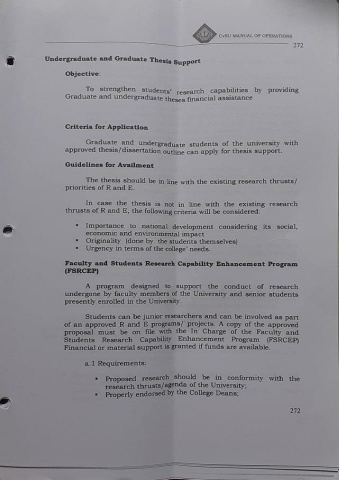 CvSU MANUAL OF OPERATIONS
272
Undergraduate and Graduate Thesis Support
Objective:
To strengthen students' research capabilities by providing
Graduate and undergraduate theses financial assistance
Criteria for Application
Graduate and undergraduate students of the university with
approved thesis/dissertation outline can apply for thesis support.
Guidelines for Availment
The thesis should be in line with the existing research thrusts/
priorities of R and E.
In case the thesis is not in line with the existing research
thrusts of R and E, the following criteria will be considered:
• Importance to national development considering its social,
economic and environmental impact
• Originality (done by the students themselves)
• Urgency in terms of the college' needs.
Faculty and Students Research Capability Enhancement Program
(FSRCEP)
A program designed to support the conduct of research
undergone by faculty members of the University and senior students
presently enrolled in the University.
Students can be junior researchers and can be involved as part
of an approved R and E programs/ projects. A copy of the approved
proposal must be on file with the In Charge of the Faculty and
Students Research Capability Enhancement Program (FSRCEP)
Financial or material support is granted if funds are available.
a.1 Requirements:
• Proposed research should be in conformity with the
research thrusts/agenda of the University;
• Properly endorsed by the College Deans;
272